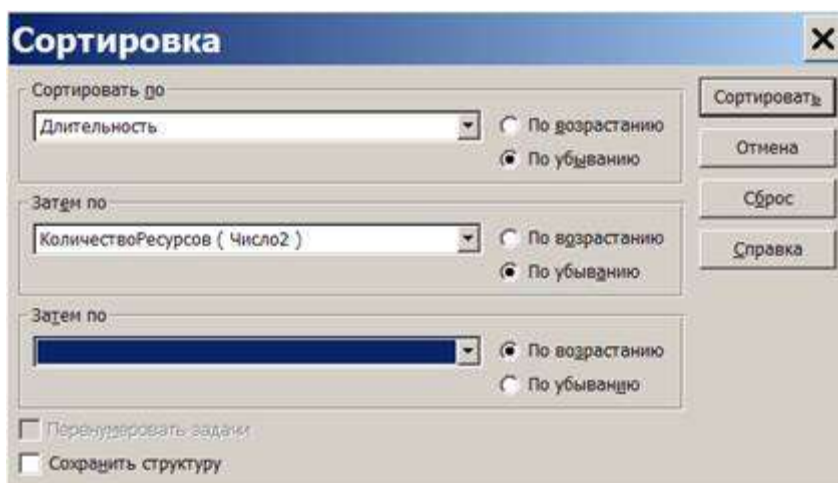 Сортировка
Сортировать по
Длительность
По возрастанию
По убыванию
Затем по
КоличествоРесурсов ( Число2 )
По возрастанию
По убыванию
Затем по
По возрастанию
По убыванию
Перенумеровать задачи
Сохранить структуру
Сортировать
Отмена
Сброс
Справка